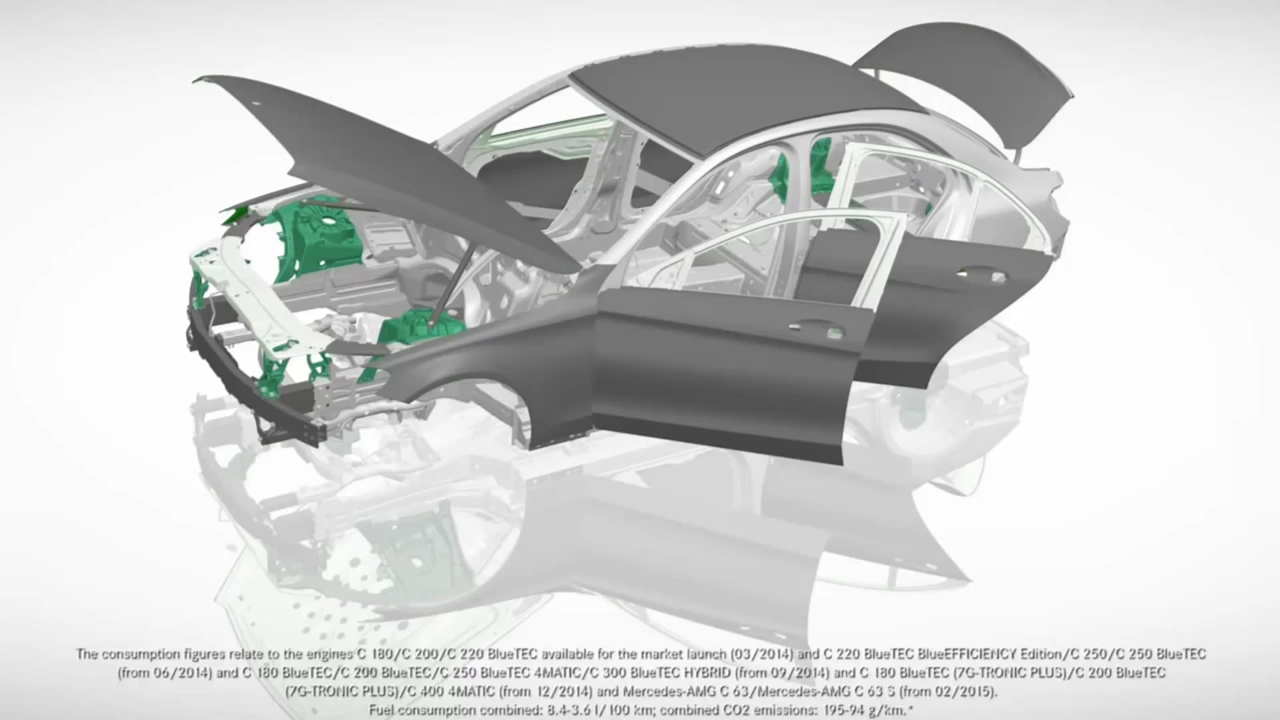 The consumption figures relate to the engines C 180/C 200/C 220 BlueTEC available for the market launch (03/2014) and C 220 BlueTEC BlueEFFICIENCY Edition/C 250/C 250 BlueTEC
(from 06/2014) and C 180 BlueTEC/C 200 BlueTEC/C 250 BlueTEC 4MATIC/C 300 BlueTEC HYBRID (from 09/2014) and C 180 BlueTEC (7G-TRONIC PLUS)/C 200 BlueTEC
(7G-TRONIC PLUS)/C 400 4MATIC (from 12/2014) and Mercedes-AMG C 63/Mercedes-AMG C 63 S (from 02/2015).
Fuel consumption combined: 8.4-3.6 l/100 km; combined CO2 emissions: 195-94 g/km.*